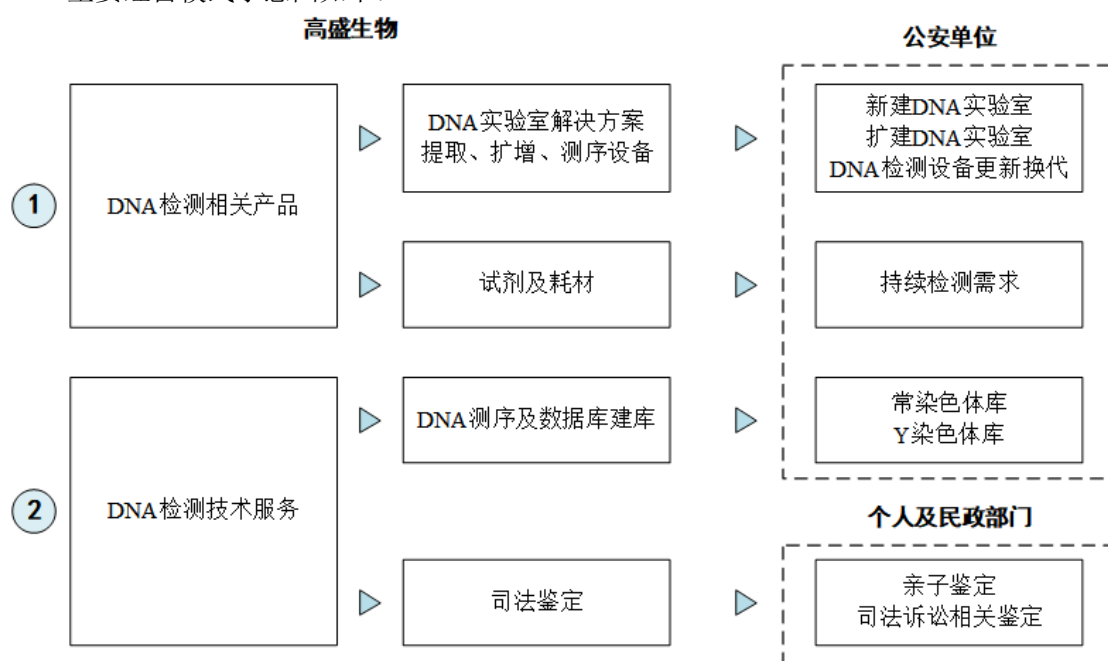 高盛生物
公安单位
DNA实验室解决方案
提取、扩增、测序设备
新建DNA实验室
扩建DNA实验室
DNA检测设备更新换代
1
DNA检测相关产品
试剂及耗材
持续检测需求
DNA测序及数据库建库
常染色体库
Y染色体库
2
DNA检测技术服务
个人及民政部门
司法鉴定
亲子鉴定
司法诉讼相关鉴定